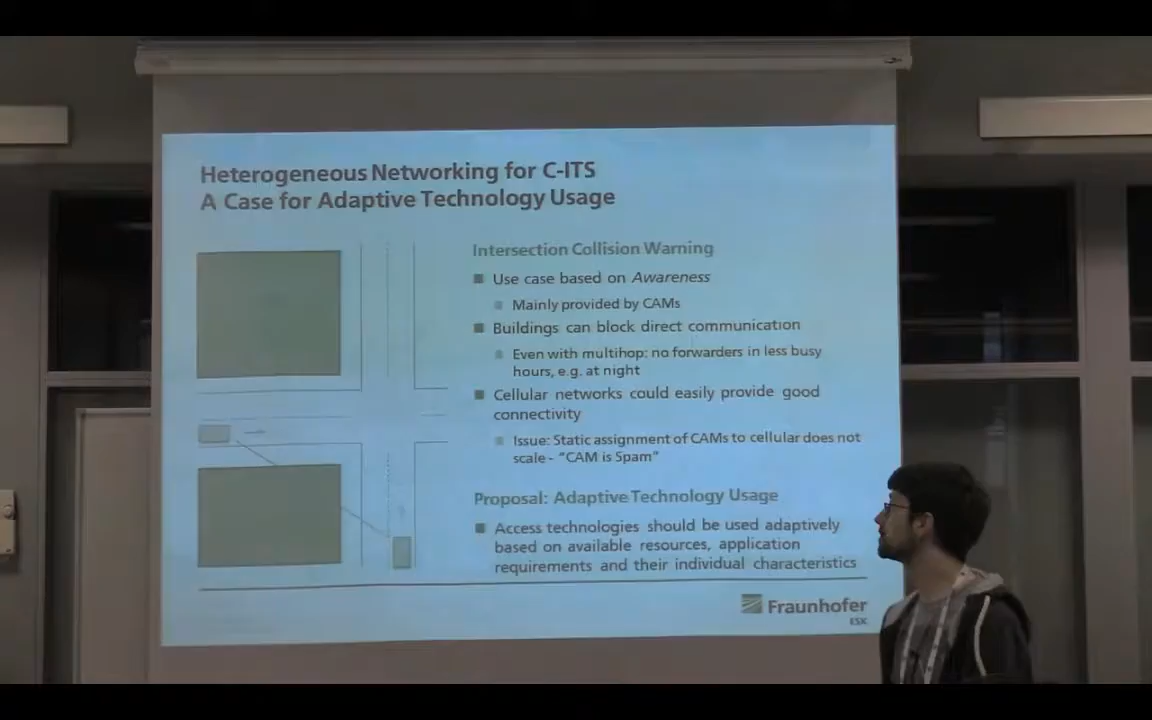 Heterogeneous Networking for C-ITS
A Case for Adaptive Technology Usage
Intersection Collision Warning
Use case based on Awareness
Mainly provided by CAMs
Buildings can block direct communication
Even with multihop: no forwarders in less busy
hours, e.g. at night
Cellular networks could easily provide good
connectivity
Issue: Static assignment of CAMs to cellular does not
scale - "CAM is Spam"
Proposal: Adaptive Technology Usage
Access technologies should be used adaptively
based on available resources, application
requirements and their individual characteristics
Fraunhofer
ESK